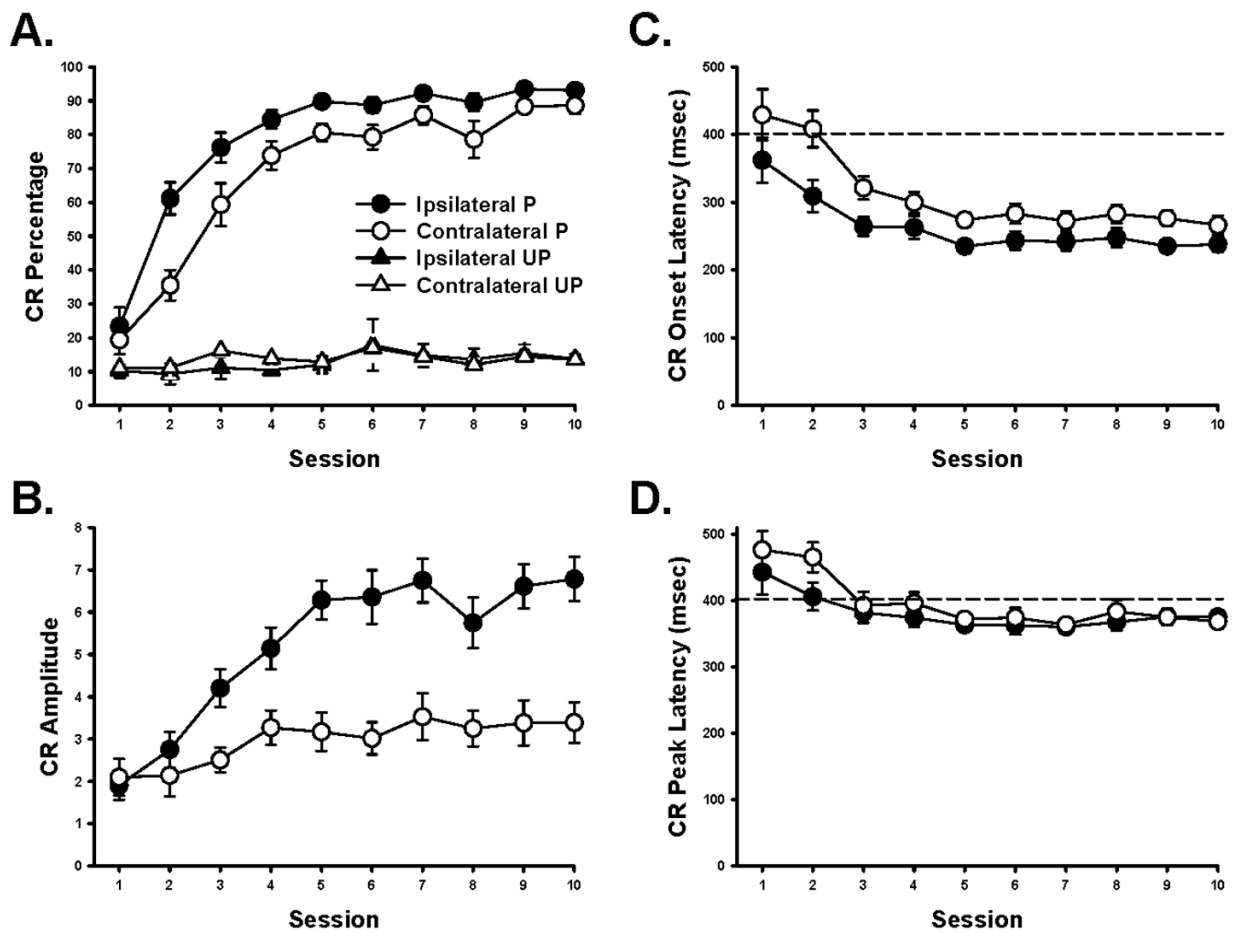 A.
100
90
80
70
60
50
40
30
20
10
0
CR Percentage
Ipsilateral P
Contralateral P
Ipsilateral UP
Contralateral UP
1 2 3 4 5 6 7 8 9 10
Session
B.
8
7
6
5
4
3
2
1
0
CR Amplitude
1 2 3 4 5 6 7 8 9 10
Session
C.
500
400
300
200
100
0
CR Onset Latency (msec)
1 2 3 4 5 6 7 8 9 10
Session
D.
500
400
300
200
100
0
CR Peak Latency (msec)
1 2 3 4 5 6 7 8 9 10
Session